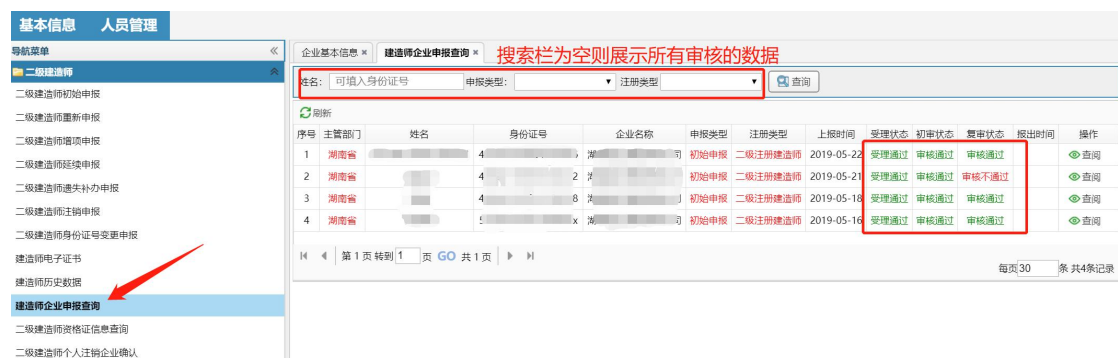 基本信息 人员管理
导航菜单
二级建造师
二级建造师初始申报
二级建造师重新申报
二级建造师增项申报
二级建造师延续申报
二级建造师遗失补办申报
二级建造师注销申报
二级建造师身份证号变更申报
建造师电子证书
建造师历史数据
建造师企业申报查询
二级建造师资格证信息查询
二级建造师个人注销企业确认
企业基本信息 × 建造师企业申报查询 × 搜索栏为空则展示所有审核的数据
姓名: 可填入身份证号 申报类型: 注册类型 查询
刷新
序号 主管部门 姓名 身份证号 企业名称 申报类型 注册类型 上报时间 受理状态 初审状态 复审状态 报出时间 操作
1 湖南省 4 湖 司 初始申报 二级注册建造师 2019-05-22 受理通过 审核通过 审核通过 查阅
2 湖南省 4 2 初始申报 二级注册建造师 2019-05-21 受理通过 审核通过 审核不通过 查阅
3 湖南省 4 8 初始申报 二级注册建造师 2019-05-18 受理通过 审核通过 审核通过 查阅
4 湖南省 x 湖 司 初始申报 二级注册建造师 2019-05-16 受理通过 审核通过 审核通过 查阅
第 1 页 转到 1 页 GO 共 1 页
每页 30 条 共4条记录